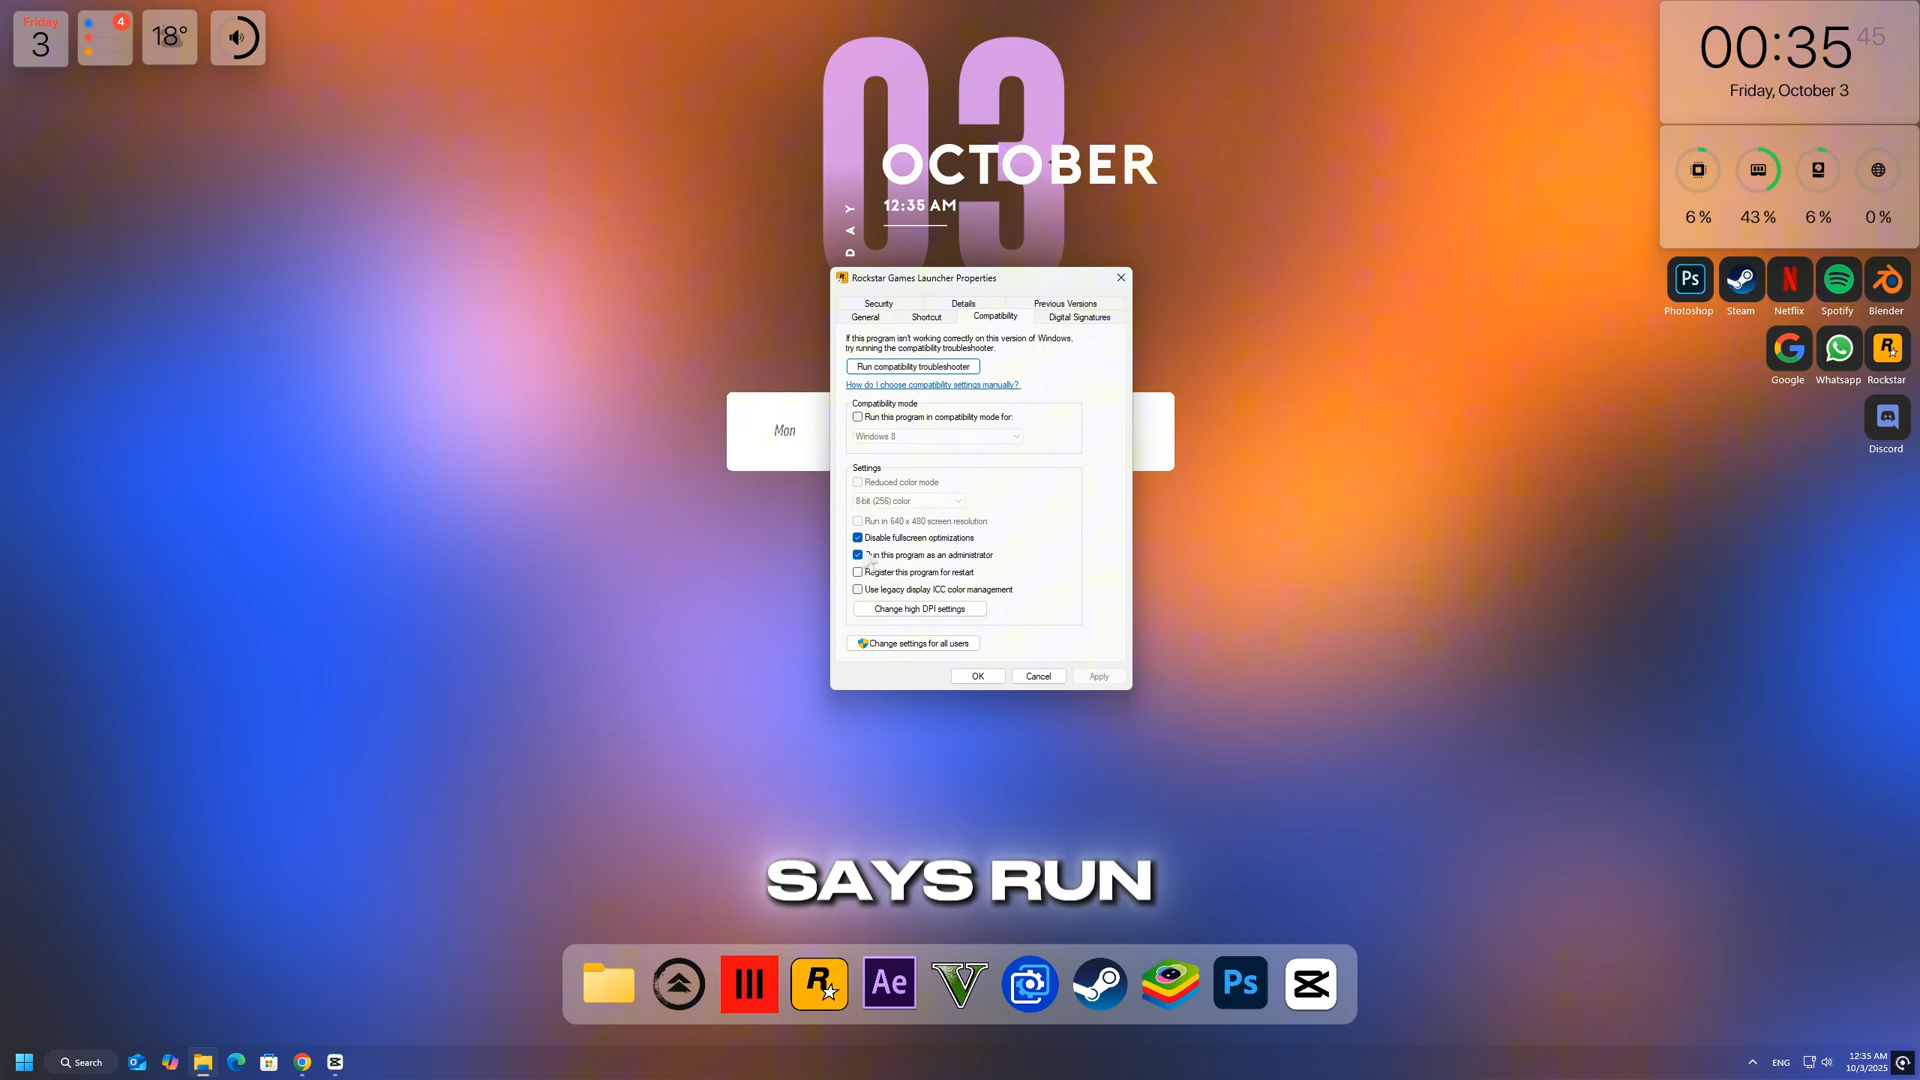 Friday
3
4
18°
03
OCTOBER
12:35 AM
DAY
00:35 45
Friday, October 3
6 %
43 %
6 %
0 %
Ps
Photoshop
Steam
Netflix
Spotify
Blender
Google
Whatsapp
Rockstar
Discord
Mon
Rockstar Games Launcher Properties
Security
Details
Previous Versions
General
Shortcut
Compatibility
Digital Signatures
If this program isn't working correctly on this version of Windows,
try running the compatibility troubleshooter.
Run compatibility troubleshooter
How do I choose compatibility settings manually?
Compatibility mode
Run this program in compatibility mode for:
Windows 8
Settings
Reduced color mode
8-bit (256) color
Run in 640 x 480 screen resolution
Disable fullscreen optimizations
Run this program as an administrator
Register this program for restart
Use legacy display ICC color management
Change high DPI settings
Change settings for all users
OK
Cancel
Apply
SAYS RUN
Ae
V
Ps
Search
ENG
12:35 AM
10/3/2025